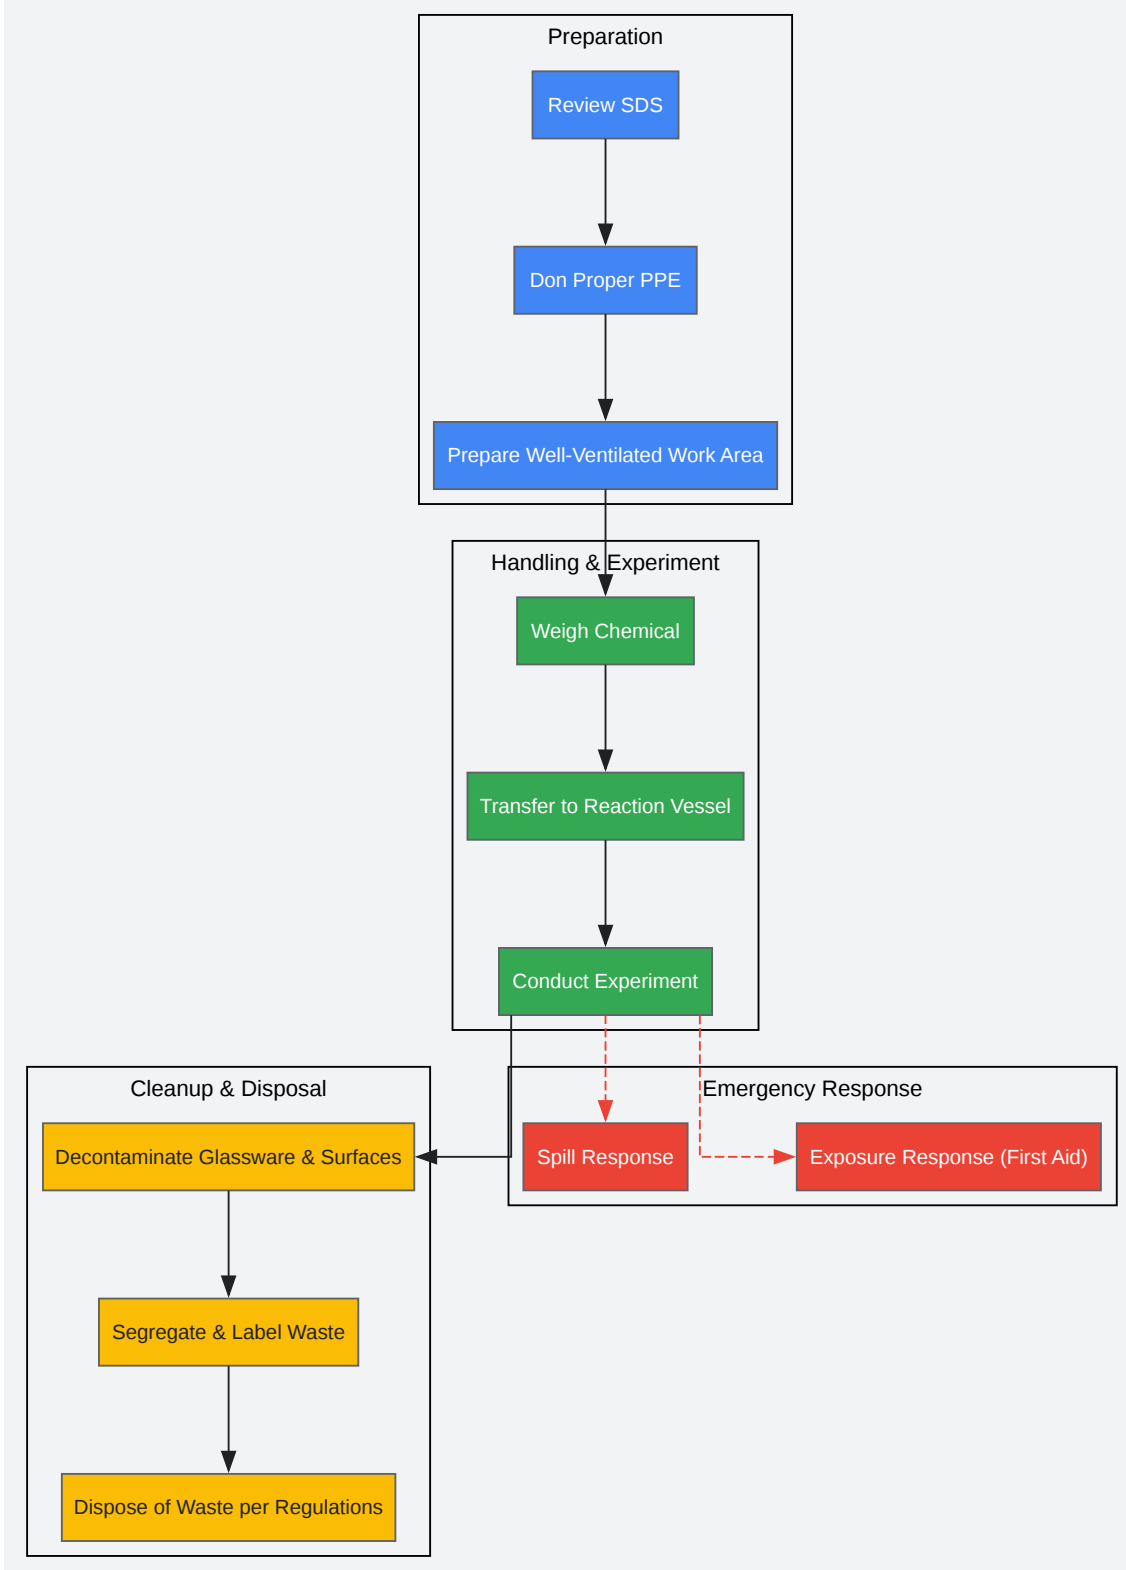 Preparation
Review SDS
Don Proper PPE
Prepare Well-Ventilated Work Area
Handling & Experiment
Weigh Chemical
Transfer to Reaction Vessel
Conduct Experiment
Cleanup & Disposal
Decontaminate Glassware & Surfaces
Segregate & Label Waste
Dispose of Waste per Regulations
Emergency Response
Spill Response
Exposure Response (First Aid)